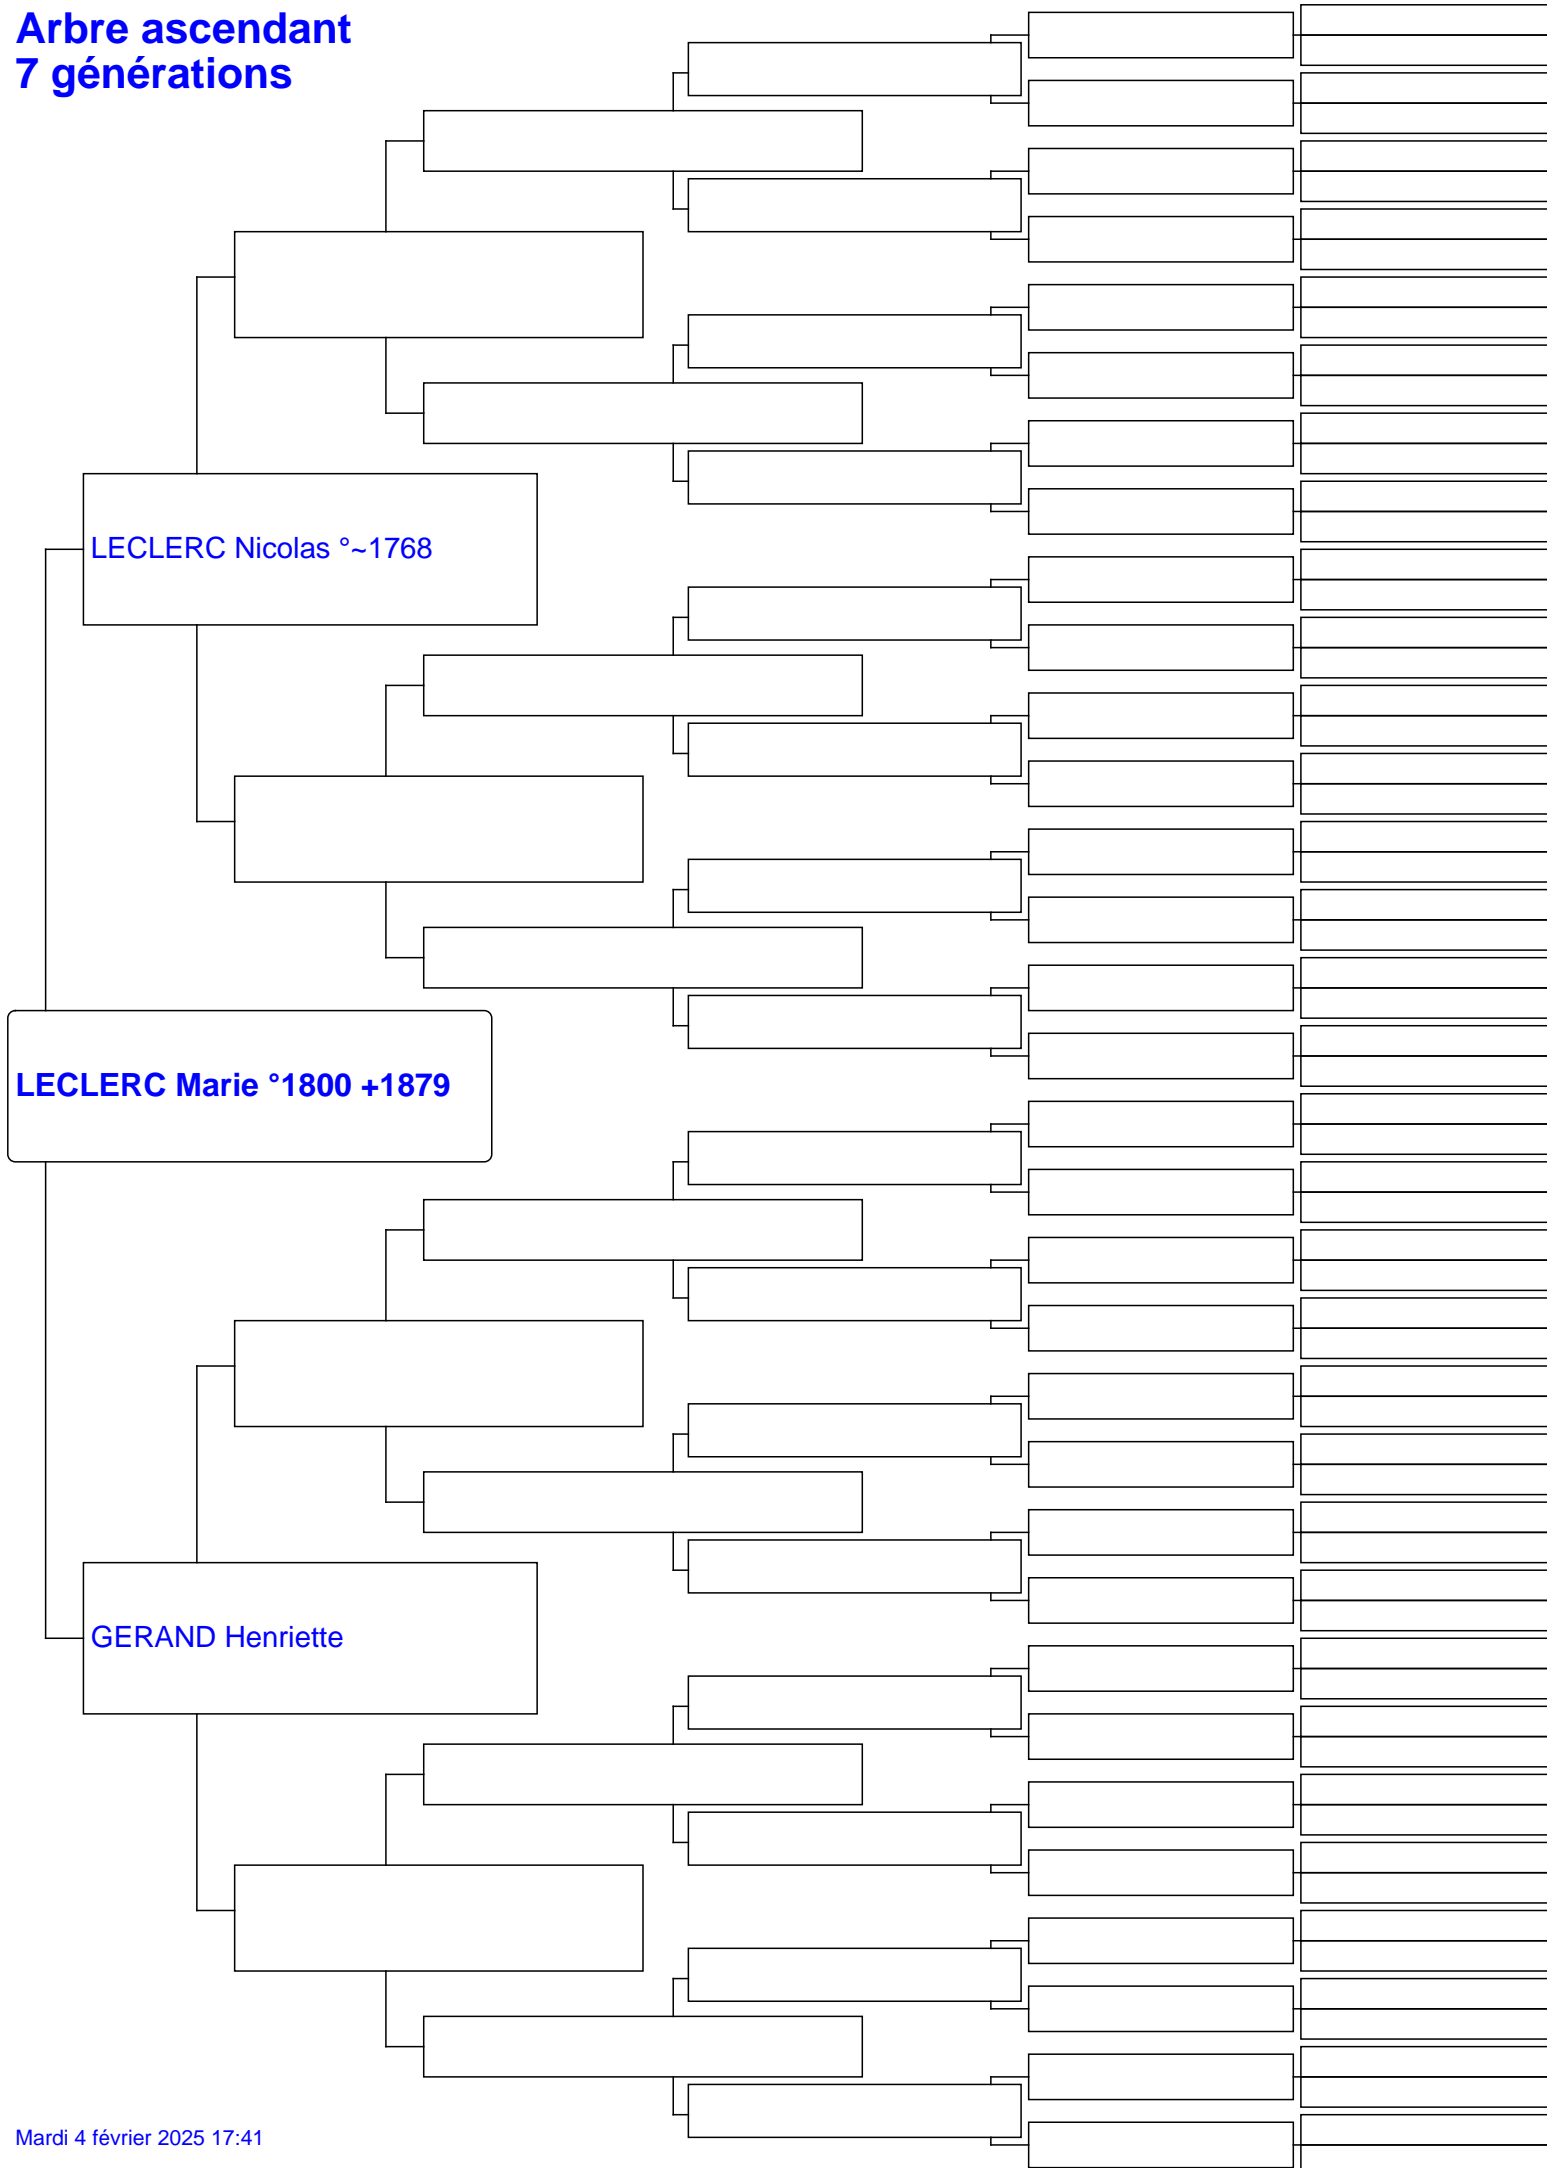 Arbre ascendant
7 générations
LECLERC Nicolas °~1768
LECLERC Marie °1800 +1879
GERAND Henriette
Mardi 4 février 2025 17:41